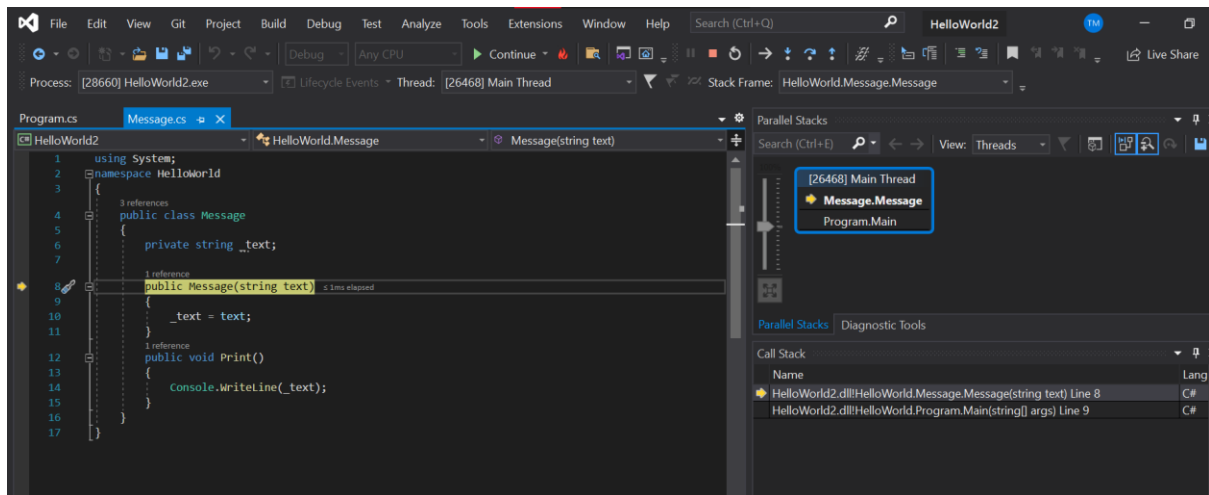 File Edit View Git Project Build Debug Test Analyze Tools Extensions Window Help Search (Ctrl+Q) HelloWorld2 TM
Debug Any CPU Continue Live Share
Process: [28660] HelloWorld2.exe Lifecycle Events Thread: [26468] Main Thread Stack Frame: HelloWorld.Message.Message
Program.cs Message.cs
HelloWorld2 HelloWorld.Message Message(string text)
1 using System;
2 namespace HelloWorld
3 {
3 references
4 public class Message
5 {
6 private string _text;
7
1 reference
8 public Message(string text) ≤ 1ms elapsed
9 {
10 _text = text;
11 }
1 reference
12 public void Print()
13 {
14 Console.WriteLine(_text);
15 }
16 }
17 }
Parallel Stacks
Search (Ctrl+E) View: Threads
[26468] Main Thread
Message.Message
Program.Main
Parallel Stacks Diagnostic Tools
Call Stack
Name Lang
HelloWorld2.dll!HelloWorld.Message.Message(string text) Line 8 C#
HelloWorld2.dll!HelloWorld.Program.Main(string[] args) Line 9 C#